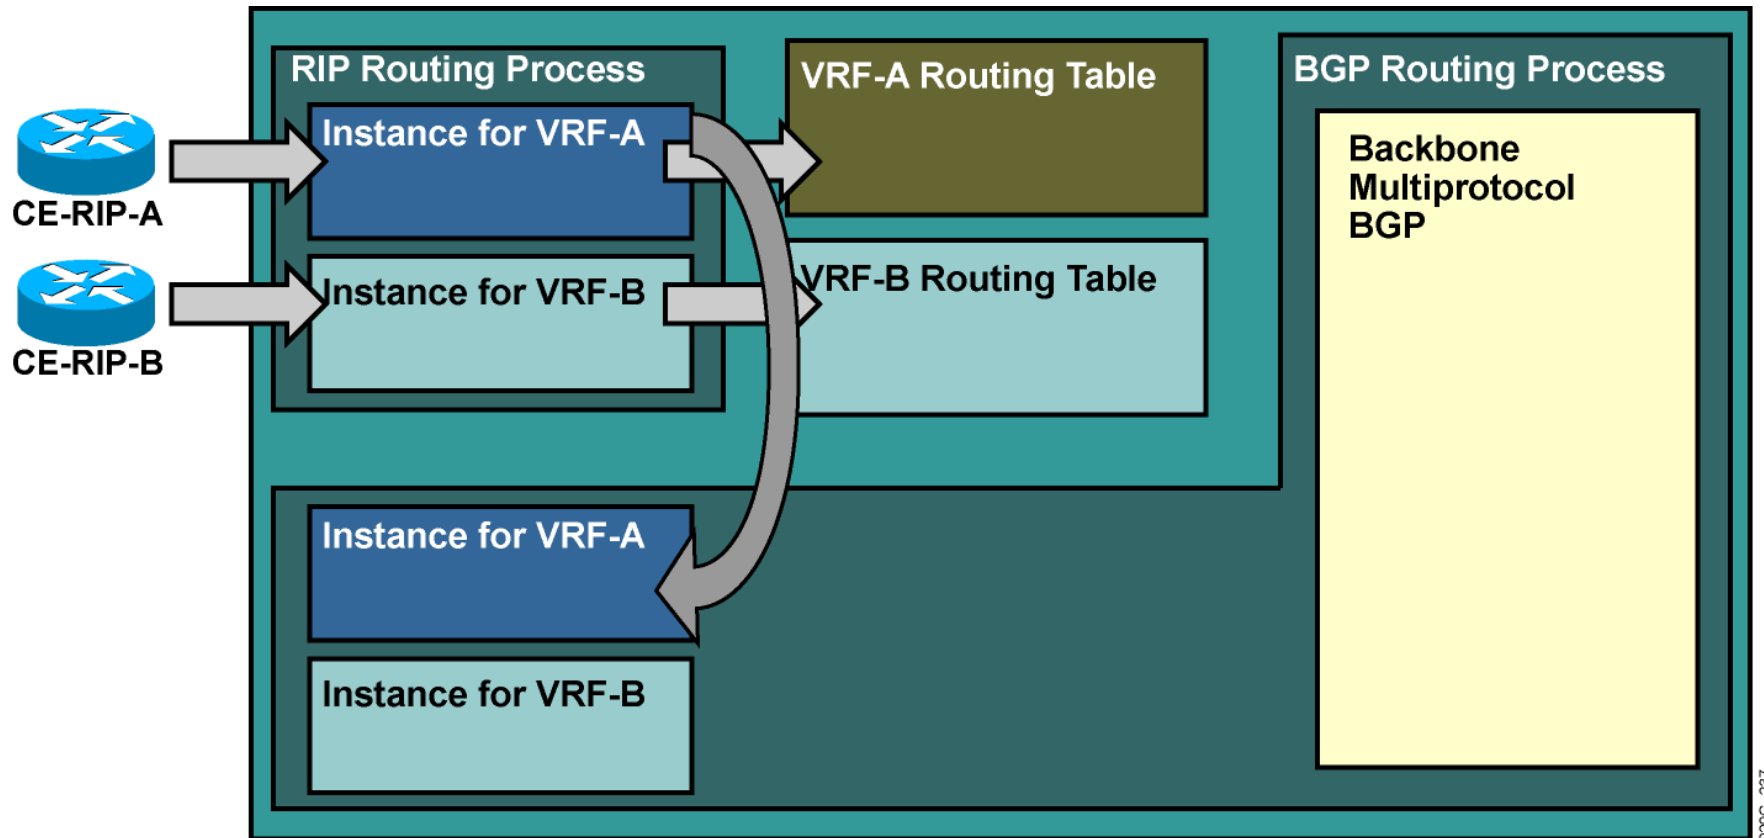 RIP Routing Process
Instance for VRF-A
Instance for VRF-B
CE-RIP-A
CE-RIP-B
VRF-A Routing Table
VRF-B Routing Table
BGP Routing Process
Backbone
Multiprotocol
BGP
Instance for VRF-A
Instance for VRF-B